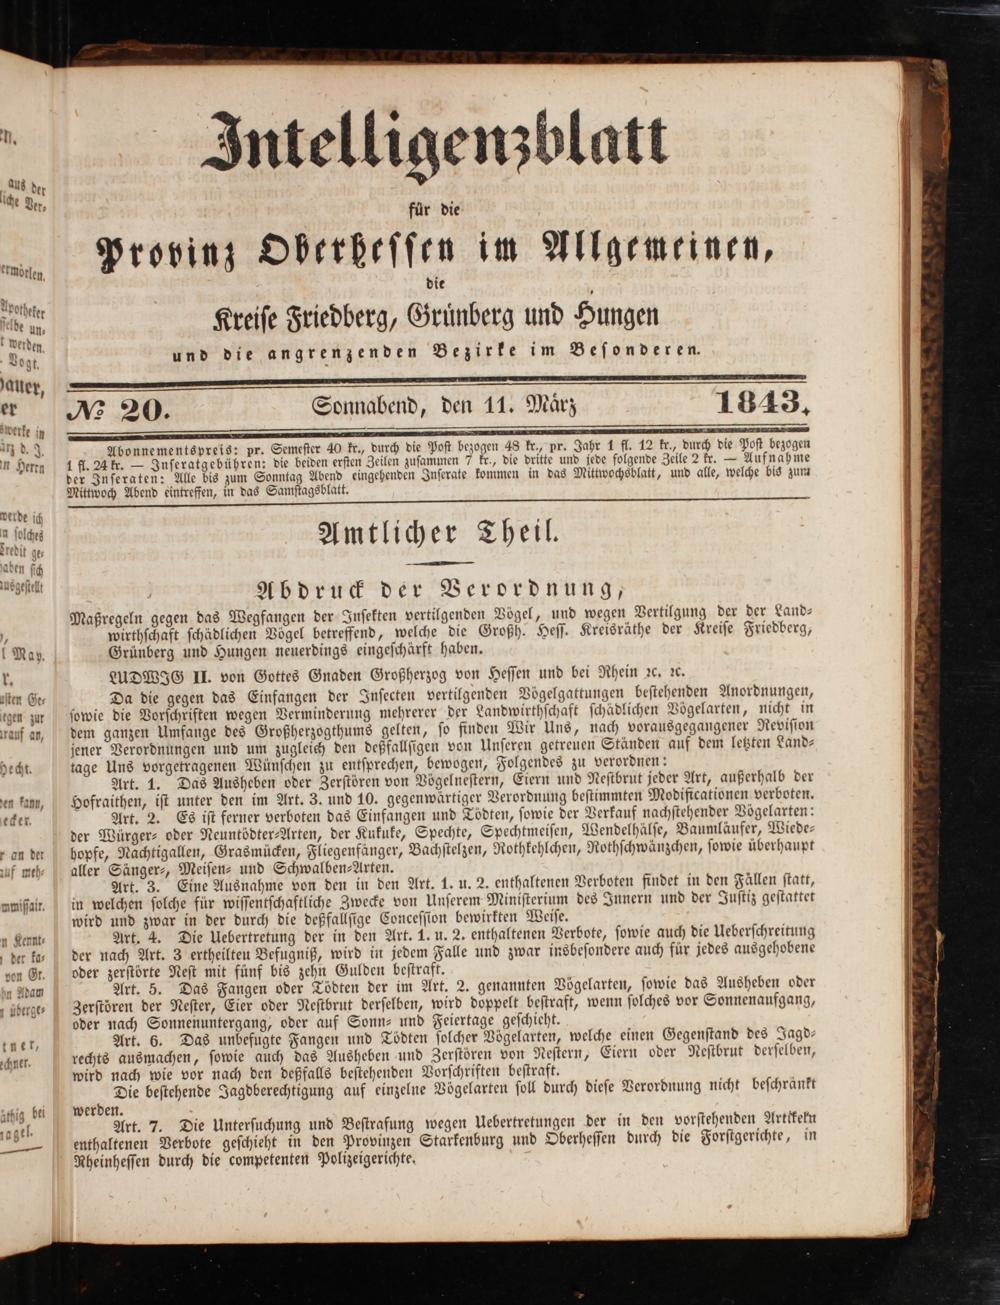 Intelligenzblatt
für die
Provinz Oberhessen im Allgemeinen,
die
Kreise Friedberg, Grünberg und Hungen
und die angrenzenden Bezirke im Besonderen.
№ 20. Sonnabend, den 11. März 1843.
Abonnementspreis: pr. Semester 40 kr., durch die Post bezogen 48 kr., pr. Jahr 1 fl. 12 kr., durch die Post bezogen
1 fl. 24 kr. — Inseratgebühren: die beiden ersten Zeilen zusammen 7 kr., die dritte und jede folgende Zeile 2 kr. — Aufnahme
der Inseraten: Alle bis zum Sonntag Abend eingehenden Inserate kommen in das Mittwochsblatt, und alle, welche bis zum
Mittwoch Abend eintreffen, in das Samstagsblatt.
Amtlicher Theil.
Abdruck der Verordnung,
Maßregeln gegen das Wegfangen der Insekten vertilgenden Vögel, und wegen Vertilgung der der Land-
wirthschaft schädlichen Vögel betreffend, welche die Großh. Hess. Kreisräthe der Kreise Friedberg,
Grünberg und Hungen neuerdings eingeschärft haben.
LUDWIG II. von Gottes Gnaden Großherzog von Hessen und bei Rhein ꝛc. ꝛc.
Da die gegen das Einfangen der Insecten vertilgenden Vögelgattungen bestehenden Anordnungen,
sowie die Vorschriften wegen Verminderung mehrerer der Landwirthschaft schädlichen Vögelarten, nicht in
dem ganzen Umfange des Großherzogthums gelten, so finden Wir Uns, nach vorausgegangener Revision
jener Verordnungen und um zugleich den deßfallsigen von Unseren getreuen Ständen auf dem letzten Land-
tage Uns vorgetragenen Wünschen zu entsprechen, bewogen, Folgendes zu verordnen:
Art. 1. Das Ausheben oder Zerstören von Vögelnestern, Eiern und Nestbrut jeder Art, außerhalb der
Hofraithen, ist unter den im Art. 3. und 10. gegenwärtiger Verordnung bestimmten Modificationen verboten.
Art. 2. Es ist ferner verboten das Einfangen und Tödten, sowie der Verkauf nachstehender Vögelarten:
der Würger- oder Neuntödter-Arten, der Kukuke, Spechte, Spechtmeisen, Wendelhälse, Baumläufer, Wiede-
hopfe, Nachtigallen, Grasmücken, Fliegenfänger, Bachstelzen, Rothkehlchen, Rothschwänzchen, sowie überhaupt
aller Sänger-, Meisen- und Schwalben-Arten.
Art. 3. Eine Ausnahme von den in den Art. 1. u. 2. enthaltenen Verboten findet in den Fällen statt,
in welchen solche für wissentschaftliche Zwecke von Unserem Ministerium des Innern und der Justiz gestattet
wird und zwar in der durch die deßfallsige Concession bewirkten Weise.
Art. 4. Die Uebertretung der in den Art. 1. u. 2. enthaltenen Verbote, sowie auch die Ueberschreitung
der nach Art. 3 ertheilten Befugniß, wird in jedem Falle und zwar insbesondere auch für jedes ausgehobene
oder zerstörte Nest mit fünf bis zehn Gulden bestraft.
Art. 5. Das Fangen oder Tödten der im Art. 2. genannten Vögelarten, sowie das Ausheben oder
Zerstören der Nester, Eier oder Nestbrut derselben, wird doppelt bestraft, wenn solches vor Sonnenaufgang,
oder nach Sonnenuntergang, oder auf Sonn- und Feiertage geschieht.
Art. 6. Das unbefugte Fangen und Tödten solcher Vögelarten, welche einen Gegenstand des Jagd-
rechts ausmachen, sowie auch das Ausheben und Zerstören von Nestern, Eiern oder Nestbrut derselben,
wird nach wie vor nach den deßfalls bestehenden Vorschriften bestraft.
Die bestehende Jagdberechtigung auf einzelne Vögelarten soll durch diese Verordnung nicht beschränkt
werden.
Art. 7. Die Untersuchung und Bestrafung wegen Uebertretungen der in den vorstehenden Artikeln
enthaltenen Verbote geschieht in den Provinzen Starkenburg und Oberhessen durch die Forstgerichte, in
Rheinhessen durch die competenten Polizeigerichte.